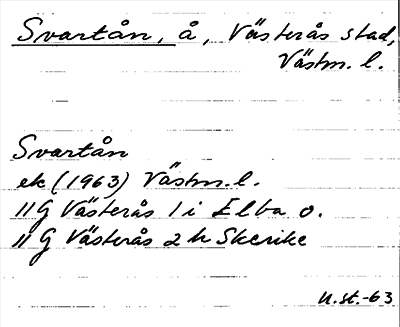 Svartån, å, Västerås stad,
Västm. l.
Svartån
ek (1963) Västm. l.
11 G Västerås 1 i Elba o.
11 G Västerås 2 h Skerike
n.st.-63